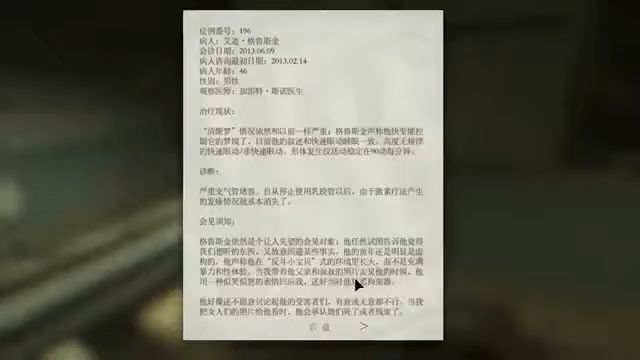 症例番号：196
病人：艾迪·格鲁斯金
会诊日期：2013.06.09
病人咨询最初日期：2013.02.14
病人年龄：46
性别：男性
观察医师：加雷特·斯诺医生
治疗现状：
“清醒梦”情况依然和以前一样严重；格鲁斯金声称他快要能控
制它的梦境了，目前他的叙述和快速眼动睡眠一致。高度无规律
的快速眼动/非快速眼动。形体发生仪活动稳定在90动每分钟。
诊断：
严重支气管堵塞。自从停止使用乳胶管以后，由于激素疗法产生
的发臻情况就基本消失了。
会见须知：
格鲁斯金依然是个让人失望的会见对象；他任然试图告诉他觉得
我们想听的东西，又故意回避某些事实。他的童年还是明显是虚
构的。他声称他在“反斗小宝贝”式的环境里长大，而不是充满
暴力和性体验。当我带着他父亲和叔叔的照片去见他的时候，他
用一种似笑似怒的表情回应我，还好当时他 拘束器。
他好像还不愿意讨论起他的受害者们，有意或无意都不行。当我
把女人们的照片给他看时，他会承认她们死了或者残废了。
后退 >